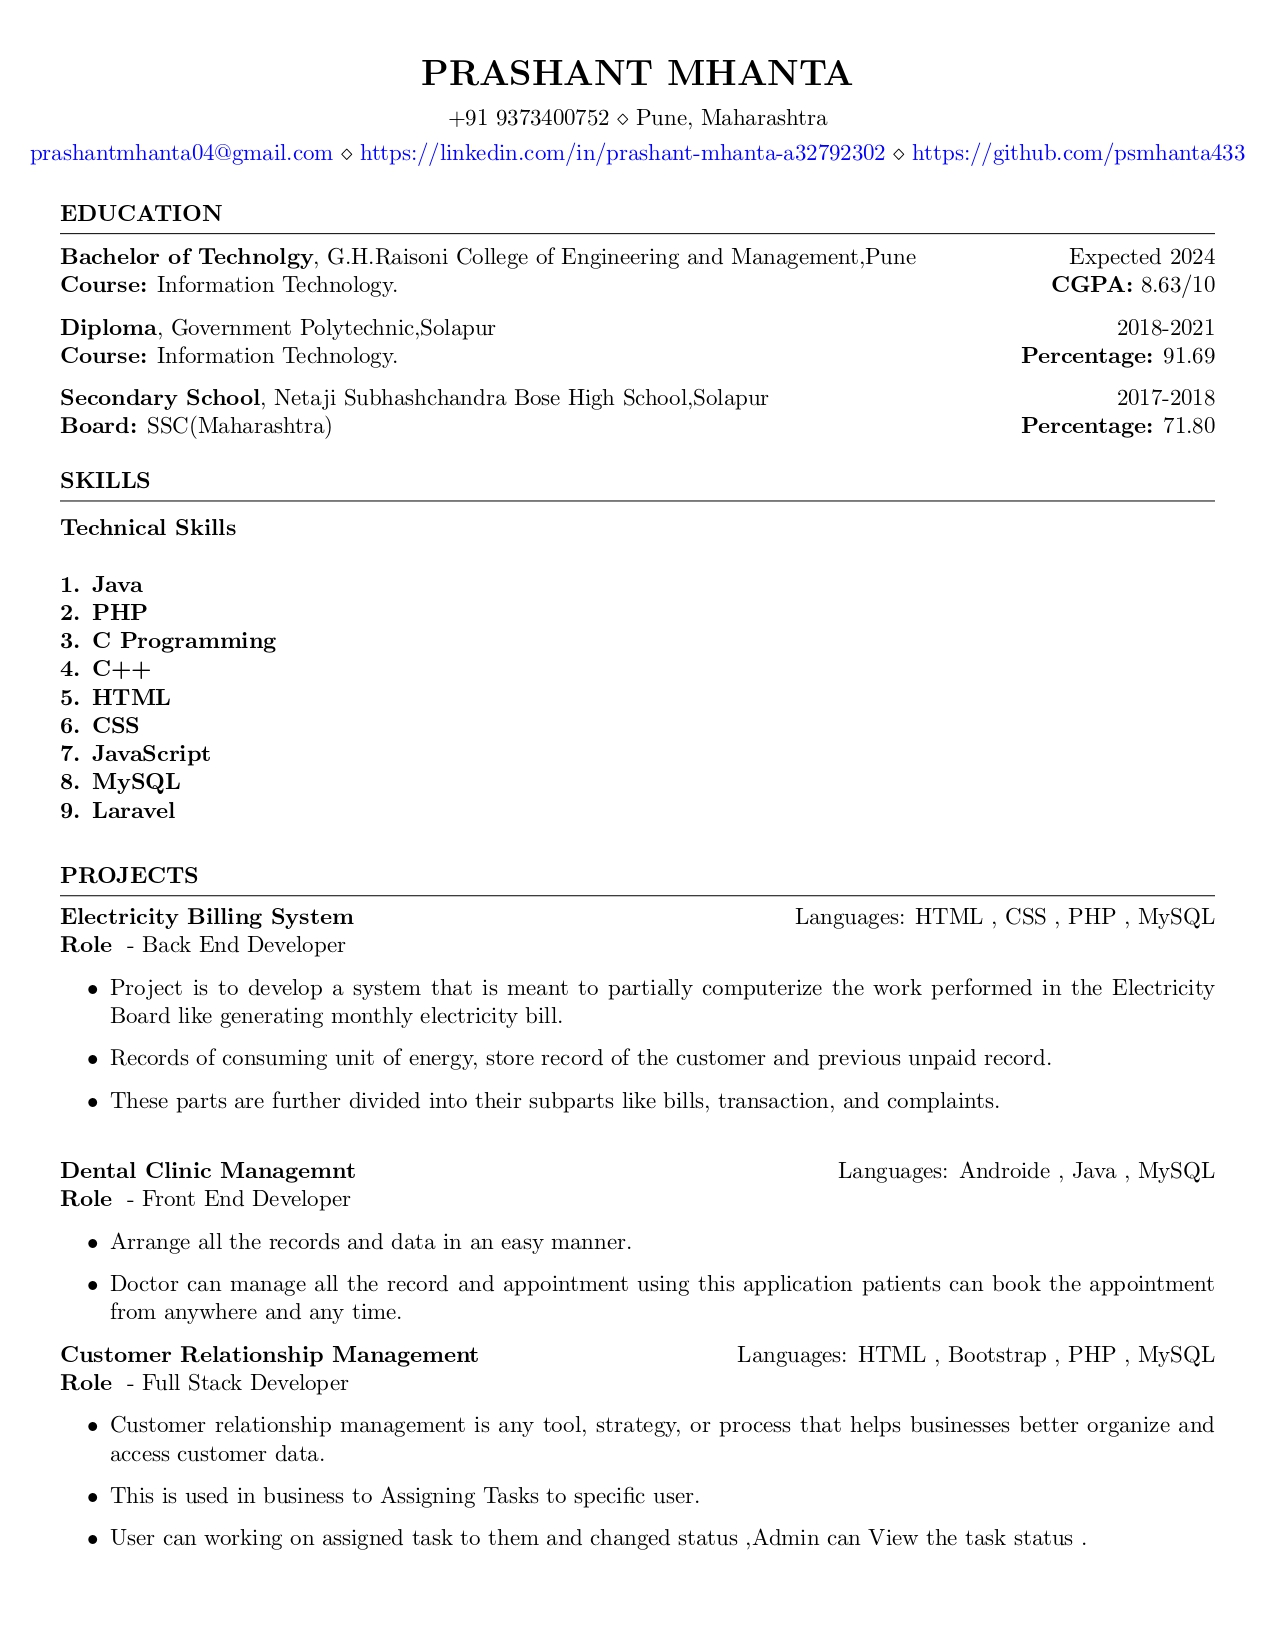 PRASHANT MHANTA
+91 9373400752 ⋄ Pune, Maharashtra
prashantmhanta04@gmail.com ⋄ https://linkedin.com/in/prashant-mhanta-a32792302 ⋄ https://github.com/psmhanta433
EDUCATION
Bachelor of Technolgy, G.H.Raisoni College of Engineering and Management,Pune Expected 2024
Course: Information Technology. CGPA: 8.63/10
Diploma, Government Polytechnic,Solapur 2018-2021
Course: Information Technology. Percentage: 91.69
Secondary School, Netaji Subhashchandra Bose High School,Solapur 2017-2018
Board: SSC(Maharashtra) Percentage: 71.80
SKILLS
Technical Skills
1. Java
2. PHP
3. C Programming
4. C++
5. HTML
6. CSS
7. JavaScript
8. MySQL
9. Laravel
PROJECTS
Electricity Billing System Languages: HTML , CSS , PHP , MySQL
Role - Back End Developer
• Project is to develop a system that is meant to partially computerize the work performed in the Electricity
Board like generating monthly electricity bill.
• Records of consuming unit of energy, store record of the customer and previous unpaid record.
• These parts are further divided into their subparts like bills, transaction, and complaints.
Dental Clinic Managemnt Languages: Androide , Java , MySQL
Role - Front End Developer
• Arrange all the records and data in an easy manner.
• Doctor can manage all the record and appointment using this application patients can book the appointment
from anywhere and any time.
Customer Relationship Management Languages: HTML , Bootstrap , PHP , MySQL
Role - Full Stack Developer
• Customer relationship management is any tool, strategy, or process that helps businesses better organize and
access customer data.
• This is used in business to Assigning Tasks to specific user.
• User can working on assigned task to them and changed status ,Admin can View the task status .